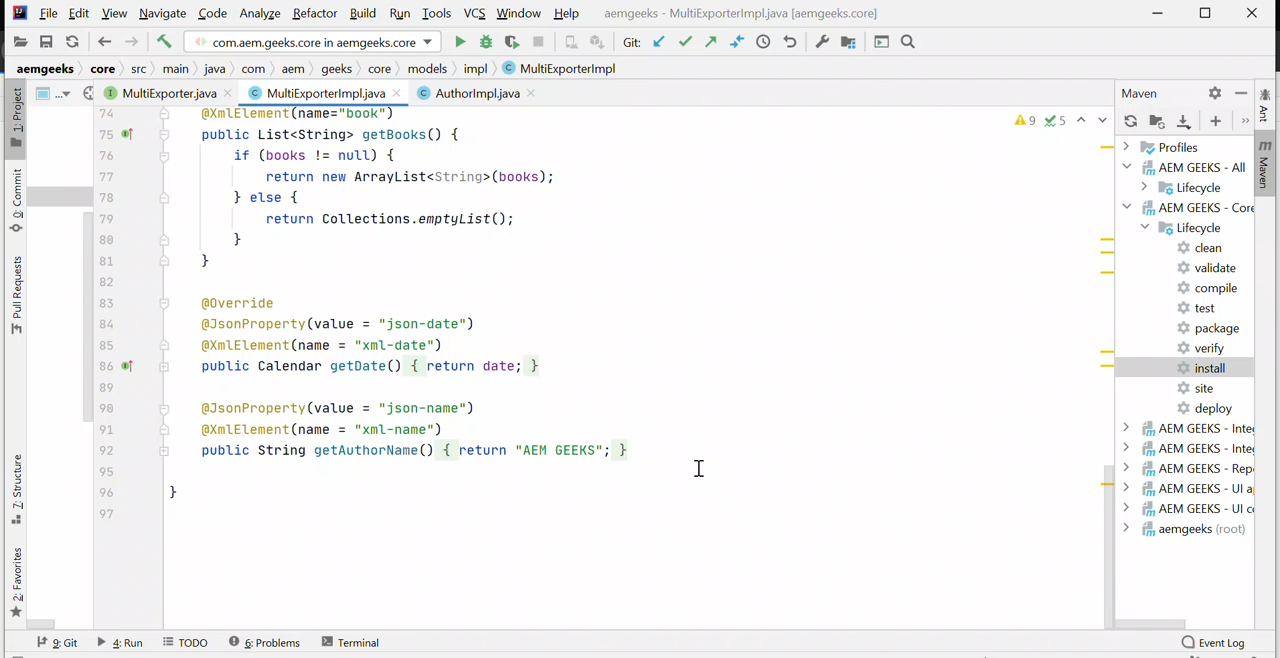 File Edit View Navigate Code Analyze Refactor Build Run Tools VCS Window Help aemgeeks - MultiExporterImpl.java [aemgeeks.core]
com.aem.geeks.core in aemgeeks.core Git:
aemgeeks core src main java com aem geeks core models impl MultiExporterImpl
1: Project
0: Commit
Pull Requests
7: Structure
2: Favorites
... MultiExporter.java MultiExporterImpl.java AuthorImpl.java
9 5
74 @XmlElement(name="book")
75 public List<String> getBooks() {
76 if (books != null) {
77 return new ArrayList<String>(books);
78 } else {
79 return Collections.emptyList();
80 }
81 }
82
83 @Override
84 @JsonProperty(value = "json-date")
85 @XmlElement(name = "xml-date")
86 public Calendar getDate() { return date; }
89
90 @JsonProperty(value = "json-name")
91 @XmlElement(name = "xml-name")
92 public String getAuthorName() { return "AEM GEEKS"; }
95
96 }
97
Maven
Profiles
AEM GEEKS - All
Lifecycle
AEM GEEKS - Core
Lifecycle
clean
validate
compile
test
package
verify
install
site
deploy
AEM GEEKS - Inte
AEM GEEKS - Inte
AEM GEEKS - Rep
AEM GEEKS - UI a
AEM GEEKS - UI c
aemgeeks (root)
Ant
m Maven
9: Git 4: Run TODO 6: Problems Terminal Event Log